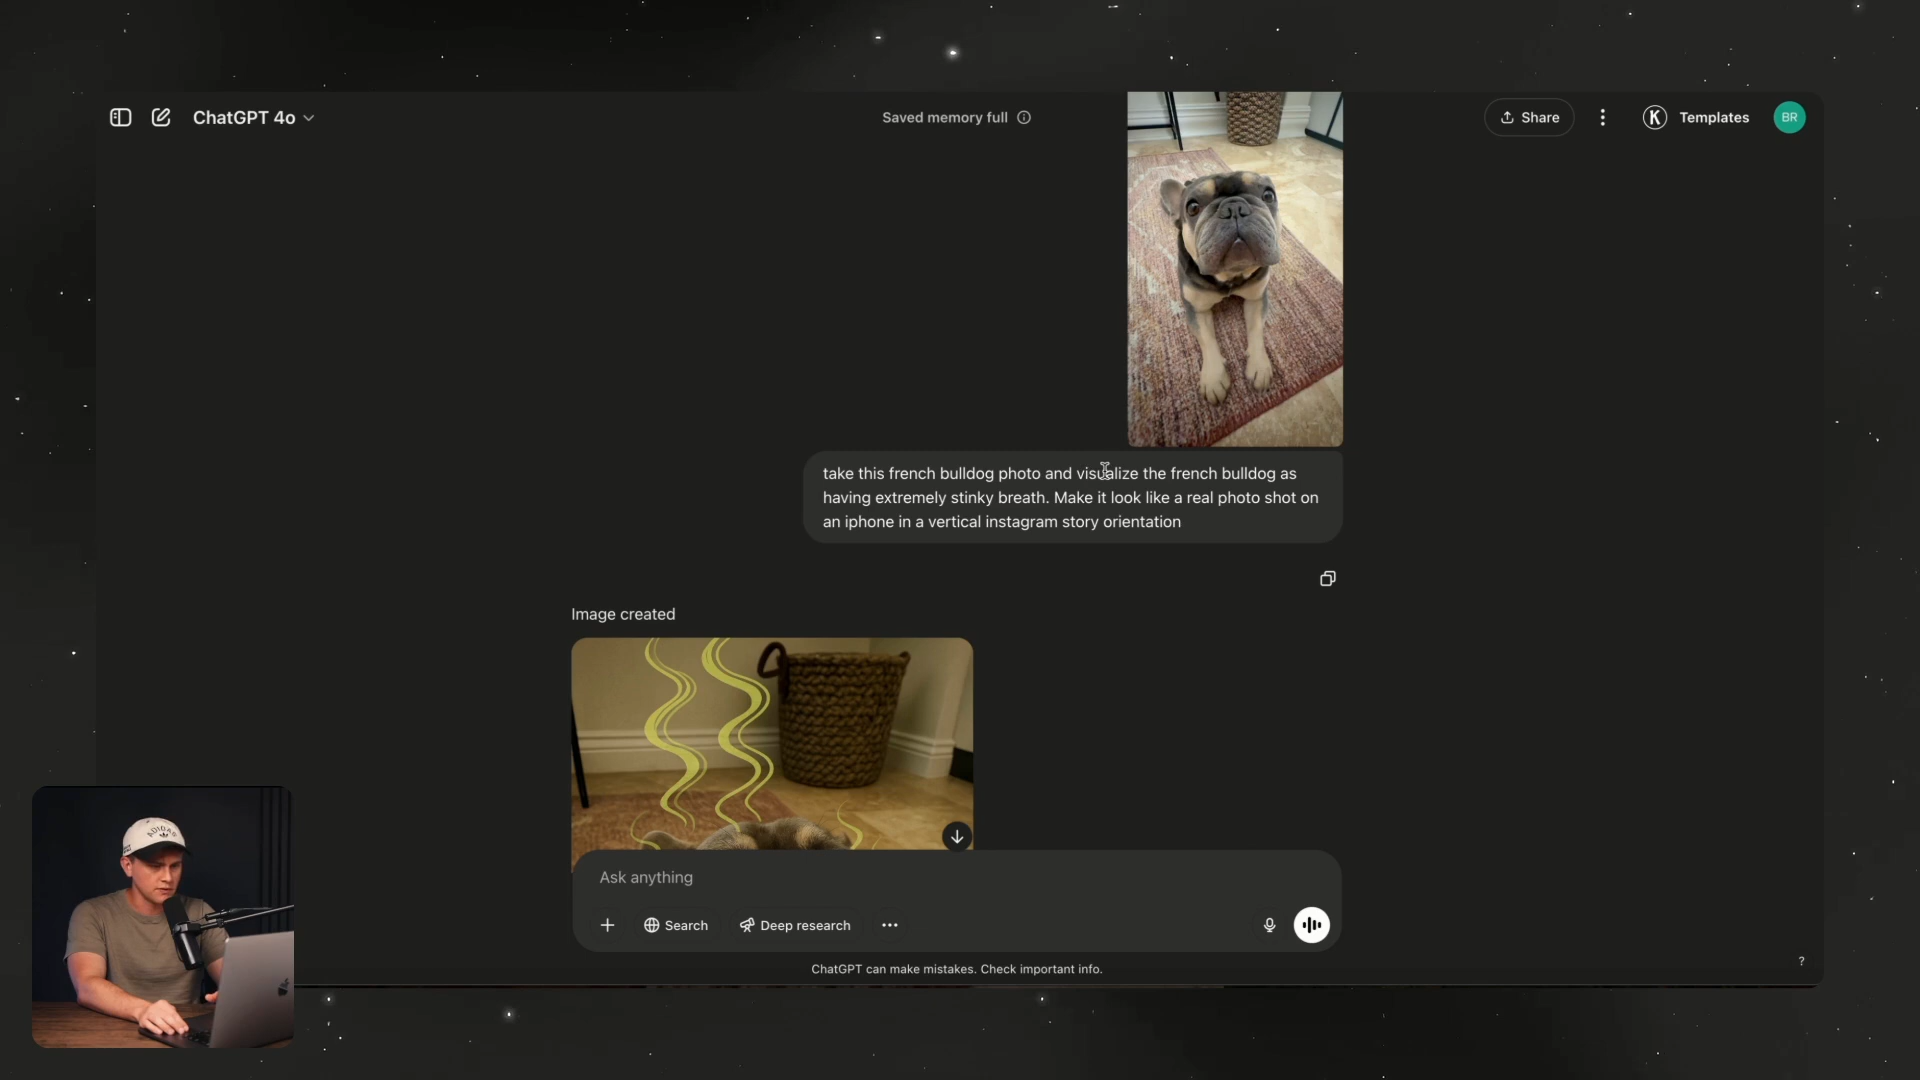 ChatGPT 4o
Saved memory full
Share
K
Templates
BR
take this french bulldog photo and visualize the french bulldog as
having extremely stinky breath. Make it look like a real photo shot on
an iphone in a vertical instagram story orientation
Image created
Ask anything
Search
Deep research
ChatGPT can make mistakes. Check important info.
?
ADIDAS